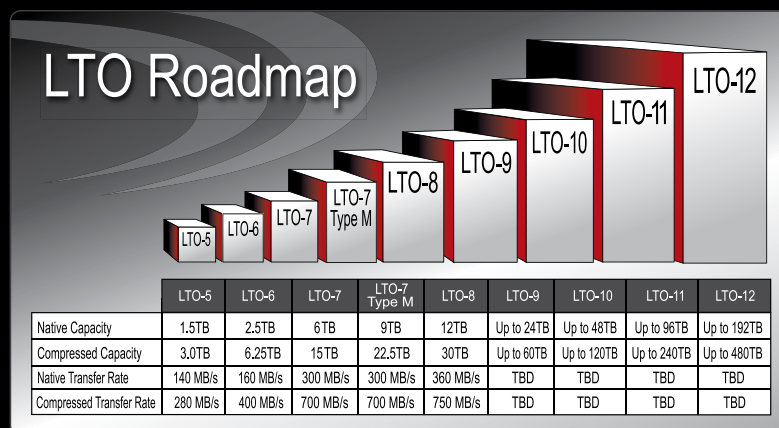 LTO Roadmap
LTO-5
LTO-6
LTO-7
LTO-7
Type M
LTO-8
LTO-9
LTO-10
LTO-11
LTO-12
LTO-5 LTO-6 LTO-7 LTO-7 Type M LTO-8 LTO-9 LTO-10 LTO-11 LTO-12
Native Capacity 1.5TB 2.5TB 6TB 9TB 12TB Up to 24TB Up to 48TB Up to 96TB Up to 192TB
Compressed Capacity 3.0TB 6.25TB 15TB 22.5TB 30TB Up to 60TB Up to 120TB Up to 240TB Up to 480TB
Native Transfer Rate 140 MB/s 160 MB/s 300 MB/s 300 MB/s 360 MB/s TBD TBD TBD TBD
Compressed Transfer Rate 280 MB/s 400 MB/s 700 MB/s 700 MB/s 750 MB/s TBD TBD TBD TBD